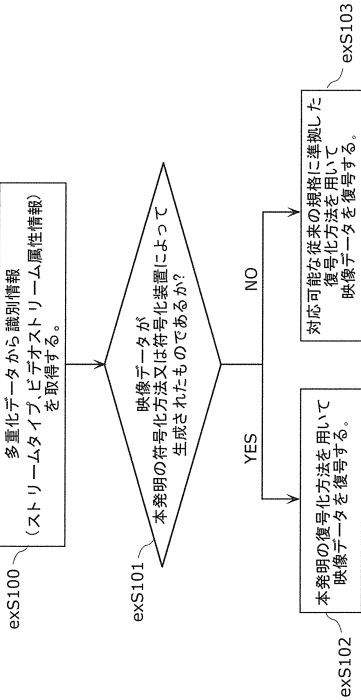 exS100
多重化データから識別情報
(ストリームタイプ、ビデオストリーム属性情報)
を取得する。
exS101
映像データが
本発明の符号化方法又は符号化装置によって
生成されたものであるか?
YES
NO
exS102
本発明の復号化方法を用いて
映像データを復号する。
exS103
対応可能な従来の規格に準拠した
復号化方法を用いて
映像データを復号する。